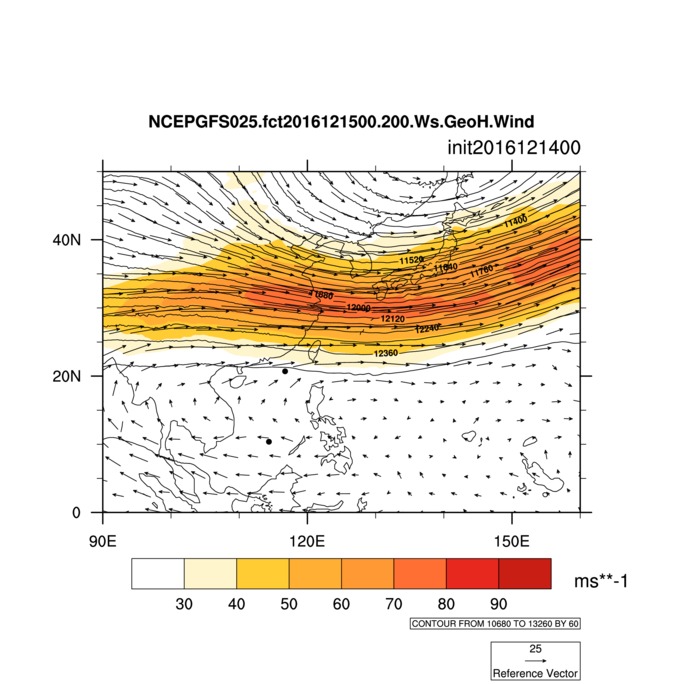 NCEPGFS025.fct2016121500.200.Ws.GeoH.Wind
init2016121400
40N
20N
0
90E 120E 150E
11400
11520
11640
11760
11880
12000
12120
12240
12360
30 40 50 60 70 80 90
ms**-1
CONTOUR FROM 10680 TO 13260 BY 60
25
Reference Vector